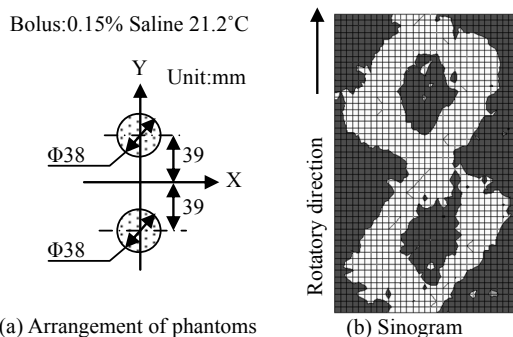 Bolus:0.15% Saline 21.2˚C
Y
Unit:mm
Φ38
39
X
39
Φ38
Rotatory direction
(a) Arrangement of phantoms
(b) Sinogram